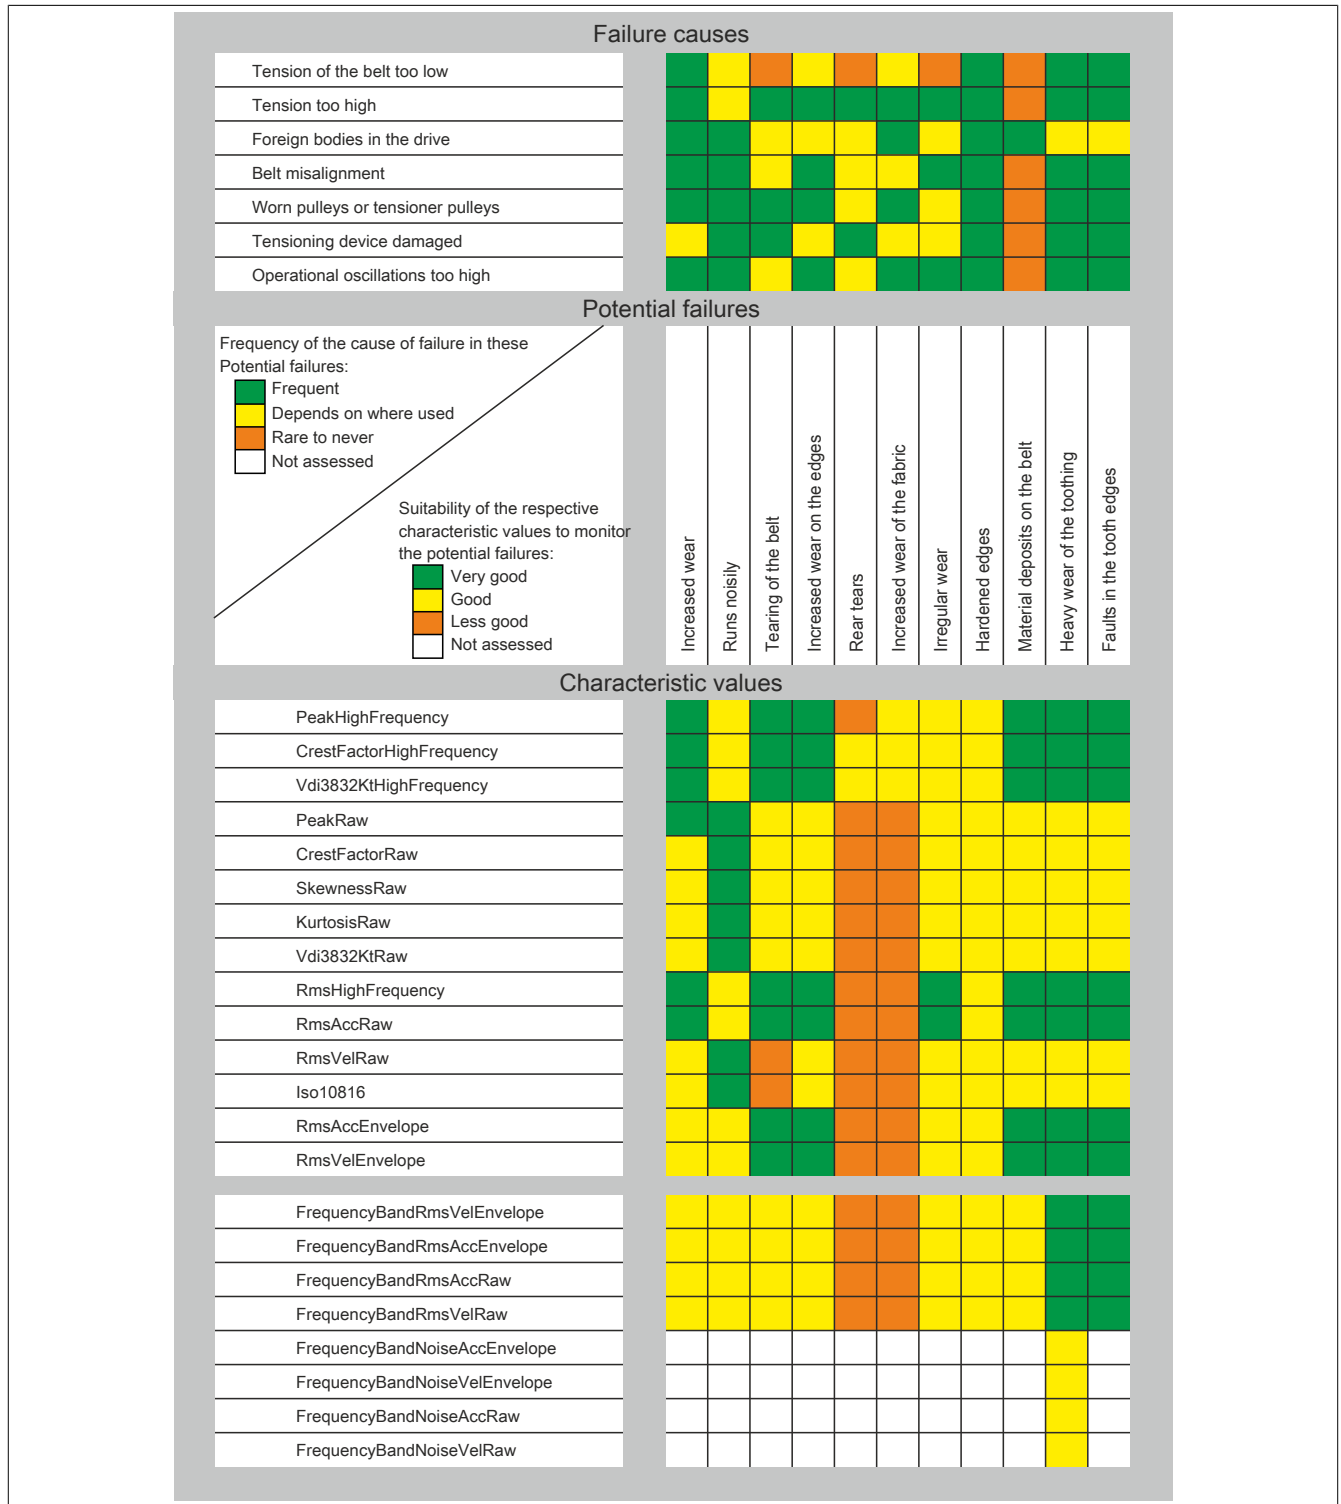 Failure causes
Tension of the belt too low
Tension too high
Foreign bodies in the drive
Belt misalignment
Worn pulleys or tensioner pulleys
Tensioning device damaged
Operational oscillations too high
Potential failures
Frequency of the cause of failure in these
Potential failures:
Frequent
Depends on where used
Rare to never
Not assessed
Suitability of the respective
characteristic values to monitor
the potential failures:
Very good
Good
Less good
Not assessed
Increased wear
Runs noisily
Tearing of the belt
Increased wear on the edges
Rear tears
Increased wear of the fabric
Irregular wear
Hardened edges
Material deposits on the belt
Heavy wear of the toothing
Faults in the tooth edges
Characteristic values
PeakHighFrequency
CrestFactorHighFrequency
Vdi3832KtHighFrequency
PeakRaw
CrestFactorRaw
SkewnessRaw
KurtosisRaw
Vdi3832KtRaw
RmsHighFrequency
RmsAccRaw
RmsVelRaw
Iso10816
RmsAccEnvelope
RmsVelEnvelope
FrequencyBandRmsVelEnvelope
FrequencyBandRmsAccEnvelope
FrequencyBandRmsAccRaw
FrequencyBandRmsVelRaw
FrequencyBandNoiseAccEnvelope
FrequencyBandNoiseVelEnvelope
FrequencyBandNoiseAccRaw
FrequencyBandNoiseVelRaw